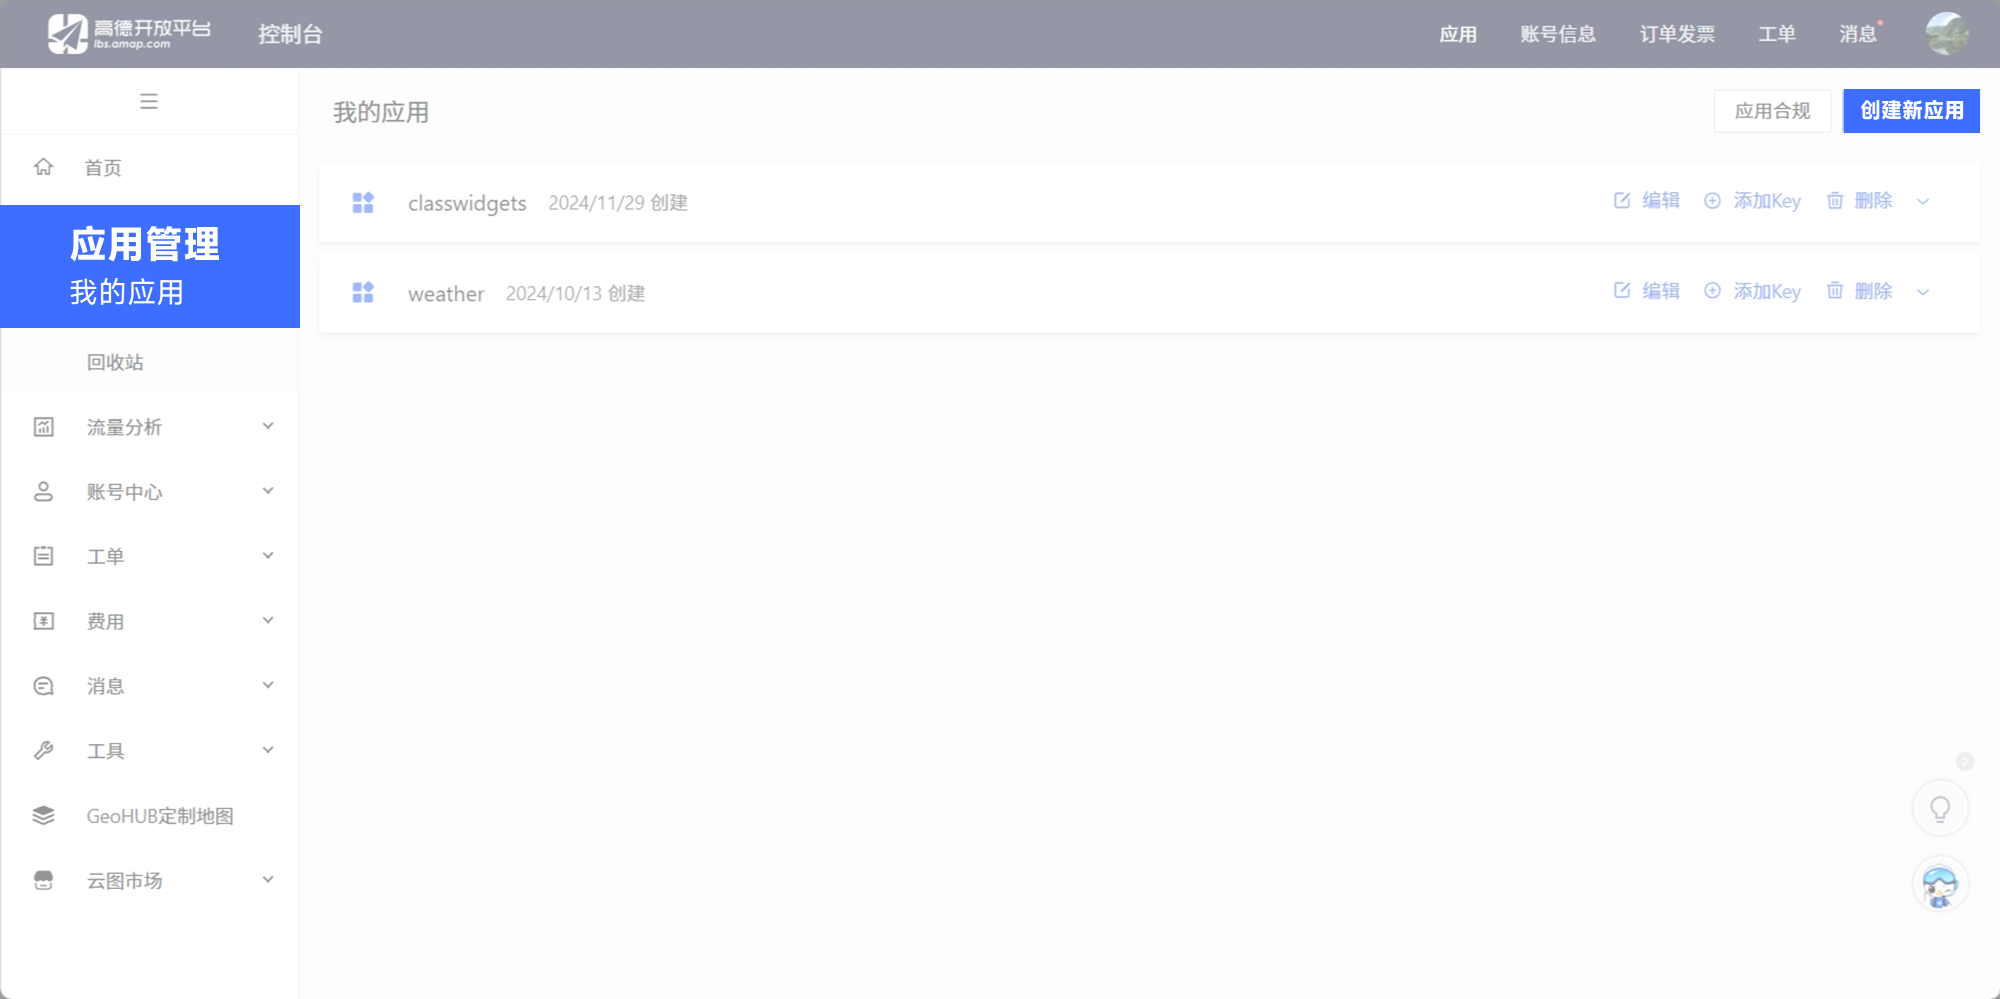 高德开放平台
lbs.amap.com
控制台
应用
账号信息
订单发票
工单
消息
首页
应用管理
我的应用
回收站
流量分析
账号中心
工单
费用
消息
工具
GeoHUB定制地图
云图市场
我的应用
应用合规
创建新应用
classwidgets 2024/11/29 创建
编辑 添加Key 删除
weather 2024/10/13 创建
编辑 添加Key 删除